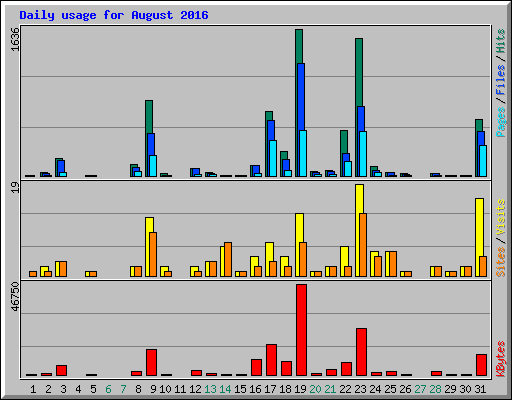 Daily usage for August 2016
1636
Pages / Files / Hits
19
Sites / Visits
46750
KBytes
1 2 3 4 5 6 7 8 9 10 11 12 13 14 15 16 17 18 19 20 21 22 23 24 25 26 27 28 29 30 31